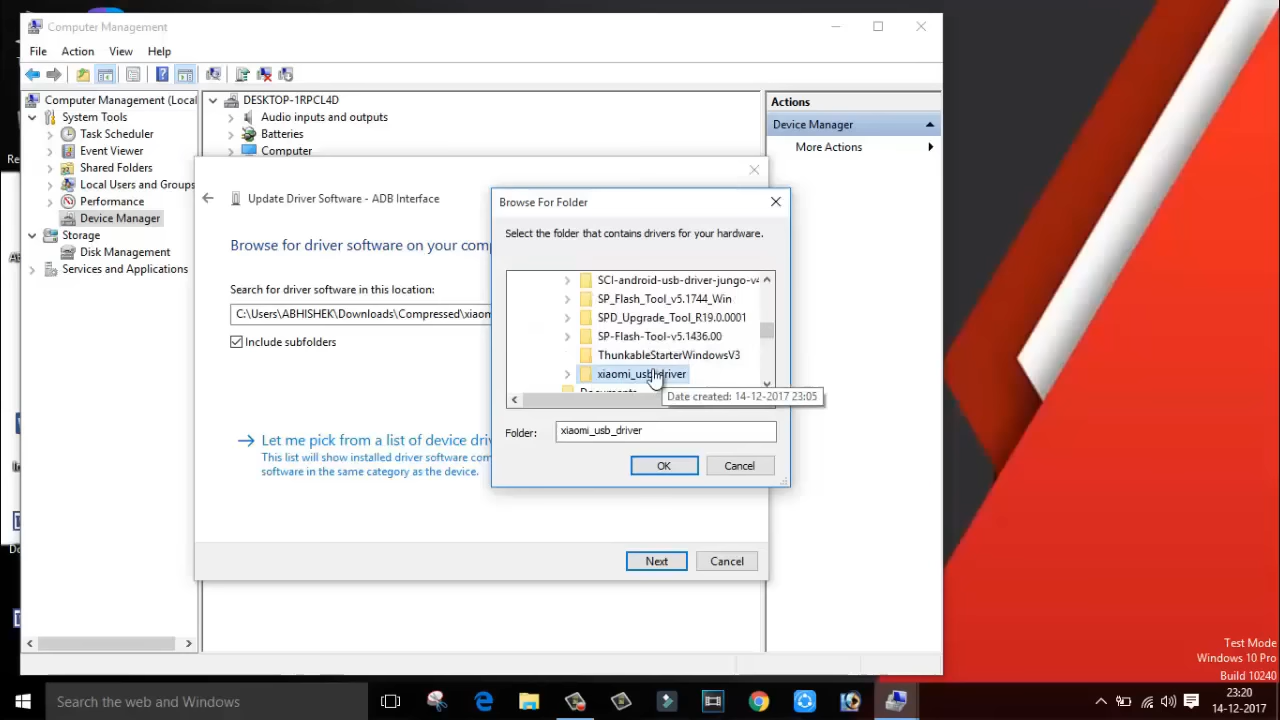 Computer Management
File Action View Help
Computer Management (Local
System Tools
Task Scheduler
Event Viewer
Shared Folders
Local Users and Groups
Performance
Device Manager
Storage
Disk Management
Services and Applications
DESKTOP-1RPCL4D
Audio inputs and outputs
Batteries
Computer
Actions
Device Manager
More Actions
Update Driver Software - ADB Interface
Browse for driver software on your comp
Search for driver software in this location:
C:\Users\ABHISHEK\Downloads\Compressed\xiaom
Include subfolders
Let me pick from a list of device driv
This list will show installed driver software com
software in the same category as the device.
Next Cancel
Browse For Folder
Select the folder that contains drivers for your hardware.
SCI-android-usb-driver-jungo-v4
SP_Flash_Tool_v5.1744_Win
SPD_Upgrade_Tool_R19.0.0001
SP-Flash-Tool-v5.1436.00
ThunkableStarterWindowsV3
xiaomi_usb_driver
Documents
Date created: 14-12-2017 23:05
Folder: xiaomi_usb_driver
OK Cancel
Test Mode
Windows 10 Pro
Build 10240
Search the web and Windows
23:20
14-12-2017